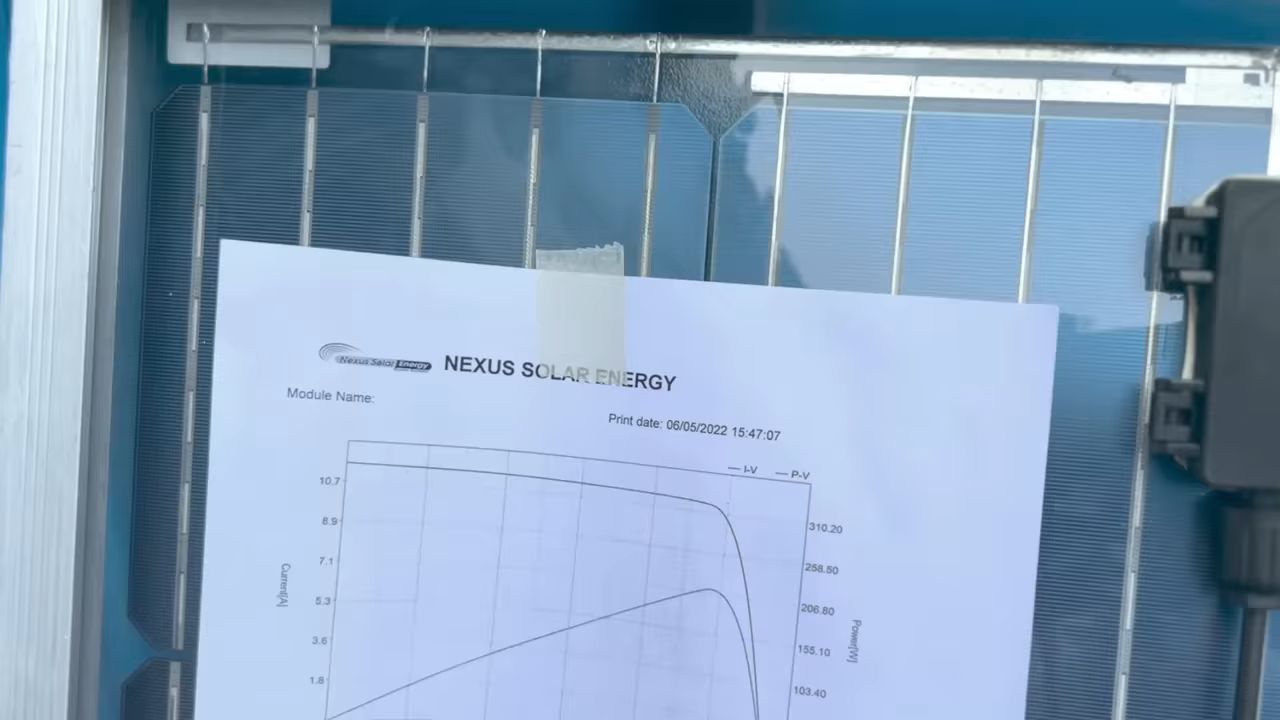 Nexus Solar Energy
NEXUS SOLAR ENERGY
Module Name:
Print date: 06/05/2022 15:47:07
I-V P-V
10.7
8.9
7.1
5.3
3.6
1.8
Current[A]
310.20
258.50
206.80
155.10
103.40
Power[W]